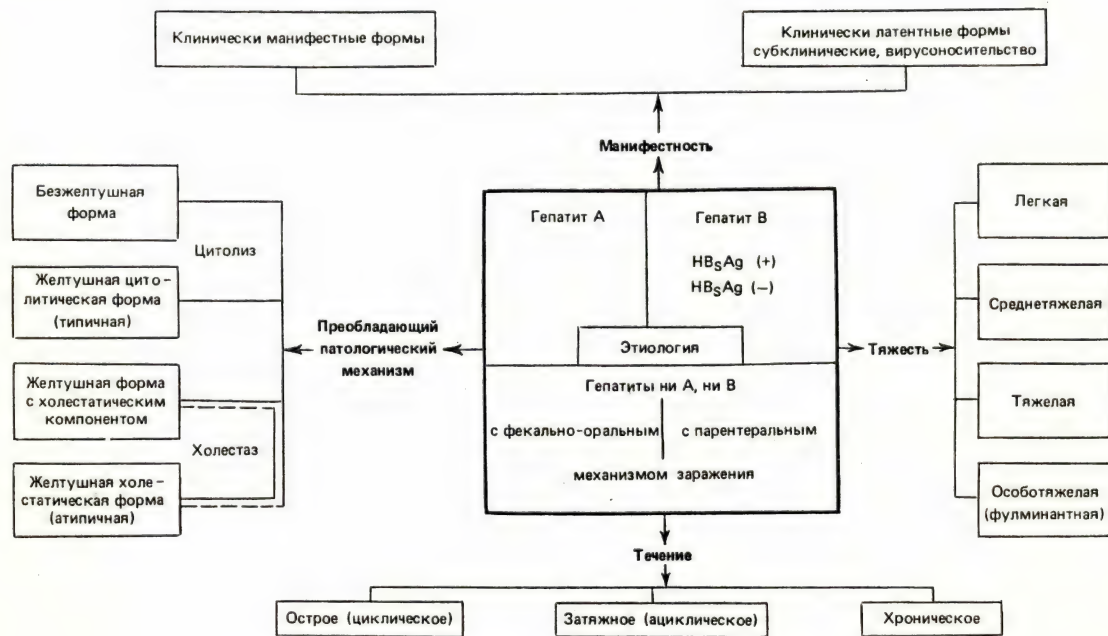 Клинически манифестные формы
Клинически латентные формы
субклинические, вирусоносительство
Манифестность
Безжелтушная
форма
Цитолиз
Желтушная цито-
литическая форма
(типичная)
Преобладающий
патологический
механизм
Желтушная форма
с холестатическим
компонентом
Холестаз
Желтушная холе-
статическая форма
(атипичная)
Гепатит А
Гепатит В
HBSAg (+)
HBSAg (—)
Этиология
Гепатиты ни А, ни В
с фекально-оральным
с парентеральным
механизмом заражения
Тяжесть
Легкая
Среднетяжелая
Тяжелая
Особотяжелая
(фулминантная)
Течение
Острое (циклическое)
Затяжное (ациклическое)
Хроническое